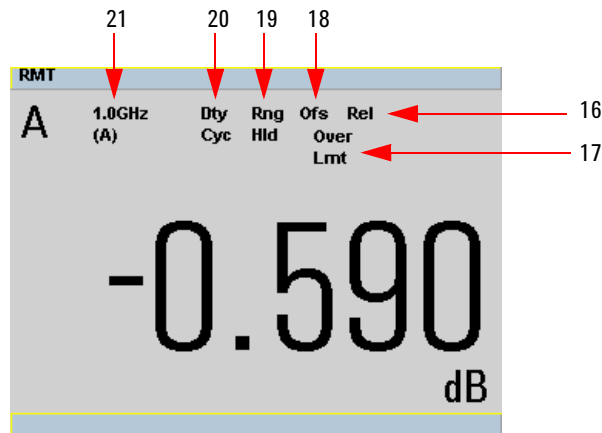 21 20 19 18
RMT
A 1.0GHz Dty Rng Ofs Rel 16
(A) Cyc Hld Over
Lmt 17
-0.590
dB